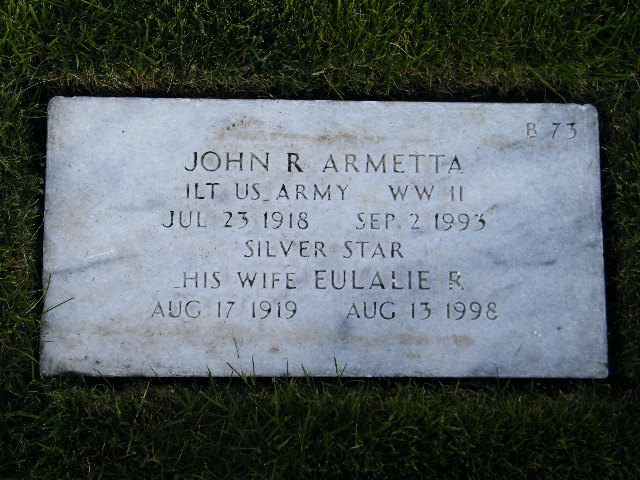 B 73
JOHN R ARMETTA
1LT US ARMY WW II
JUL 23 1918 SEP 2 1993
SILVER STAR
HIS WIFE EULALIE R
AUG 17 1919 AUG 13 1998